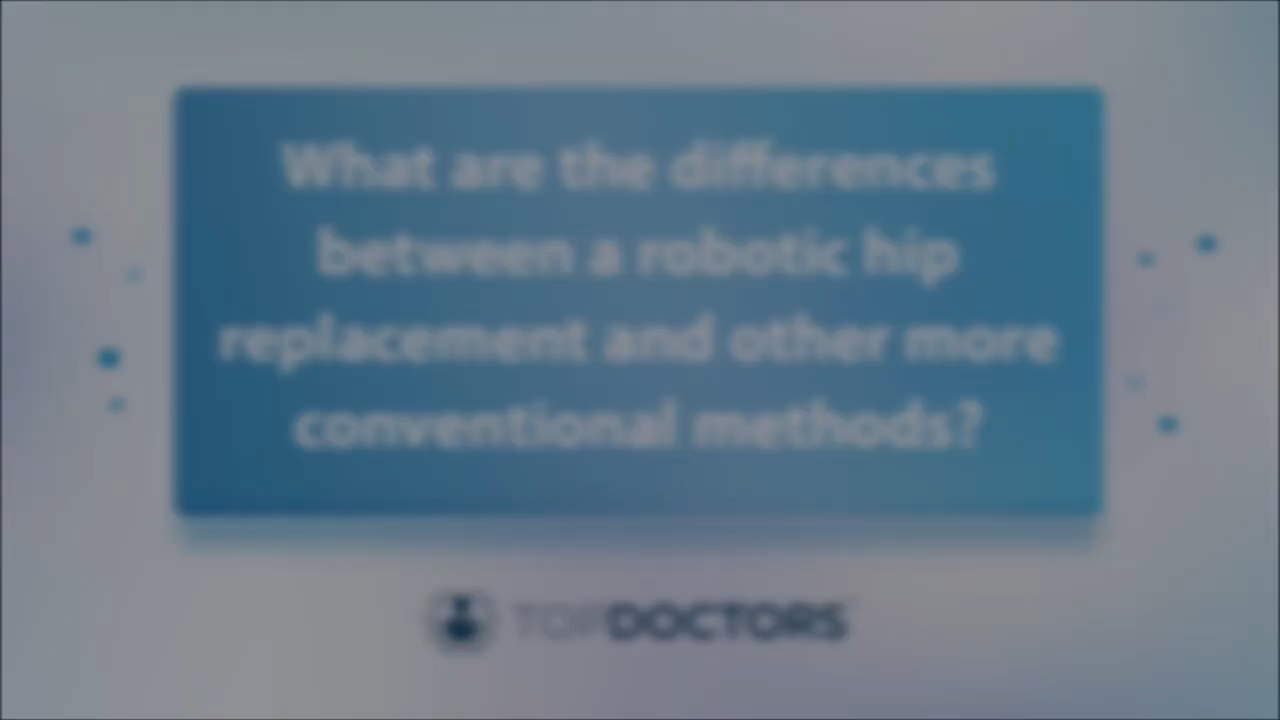 What are the differences
between a robotic hip
replacement and other more
conventional methods?
TOPDOCTORS